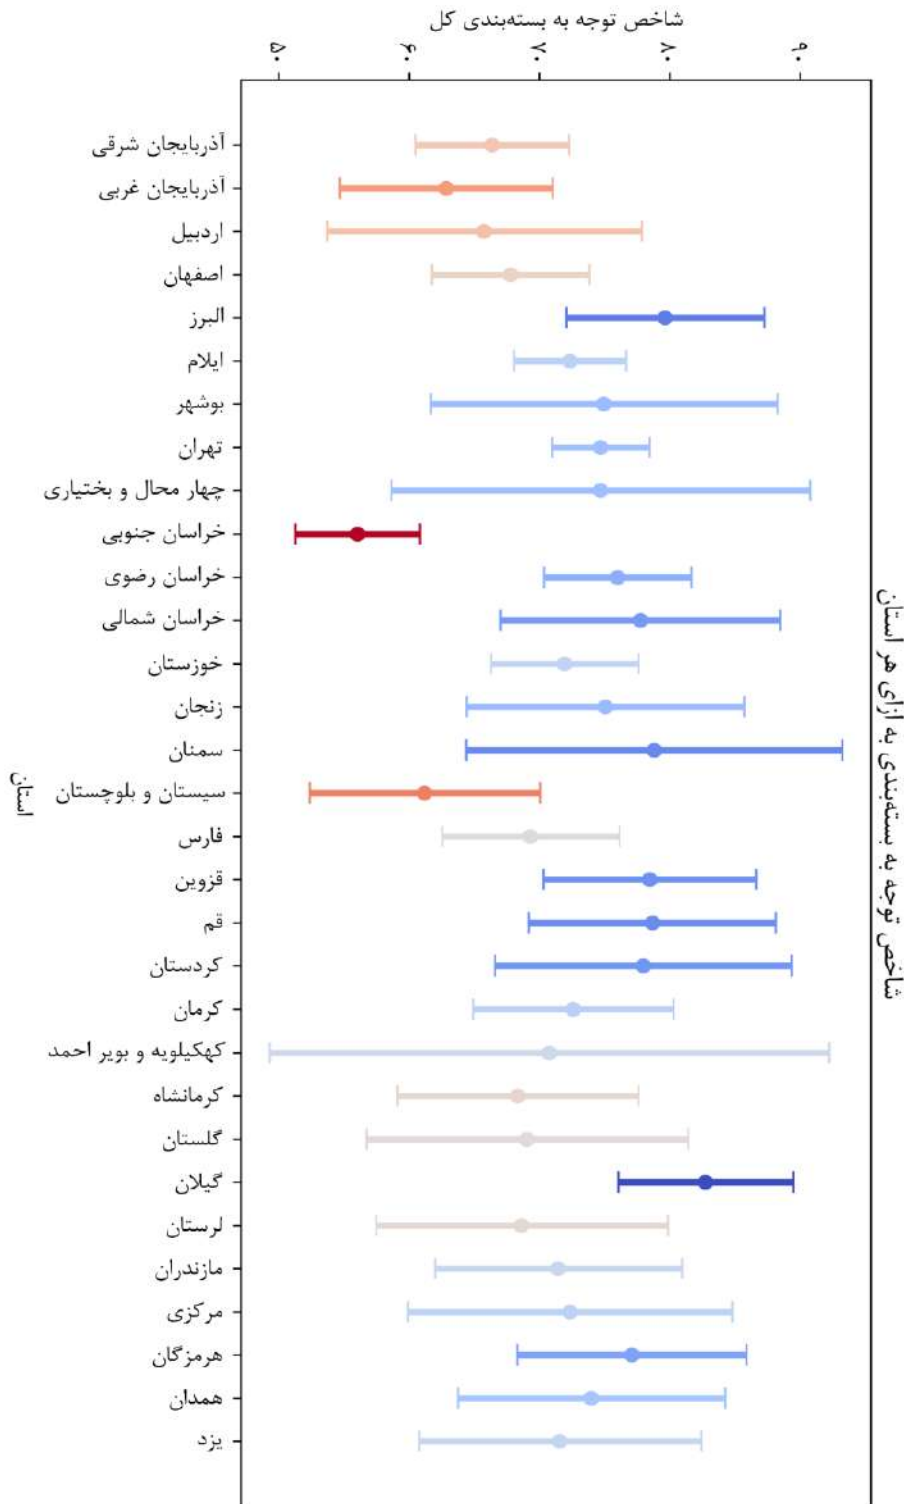 شاخص توجه به بسته‌بندی کل
۵۰ ۶۰ ۷۰ ۸۰ ۹۰
آذربایجان شرقی
آذربایجان غربی
اردبیل
اصفهان
البرز
ایلام
بوشهر
تهران
چهار محال و بختیاری
خراسان جنوبی
خراسان رضوی
خراسان شمالی
خوزستان
زنجان
سمنان
سیستان و بلوچستان
فارس
قزوین
قم
کردستان
کرمان
کهکیلویه و بویر احمد
کرمانشاه
گلستان
گیلان
لرستان
مازندران
مرکزی
هرمزگان
همدان
یزد
استان
شاخص توجه به بسته‌بندی به ازای هر استان